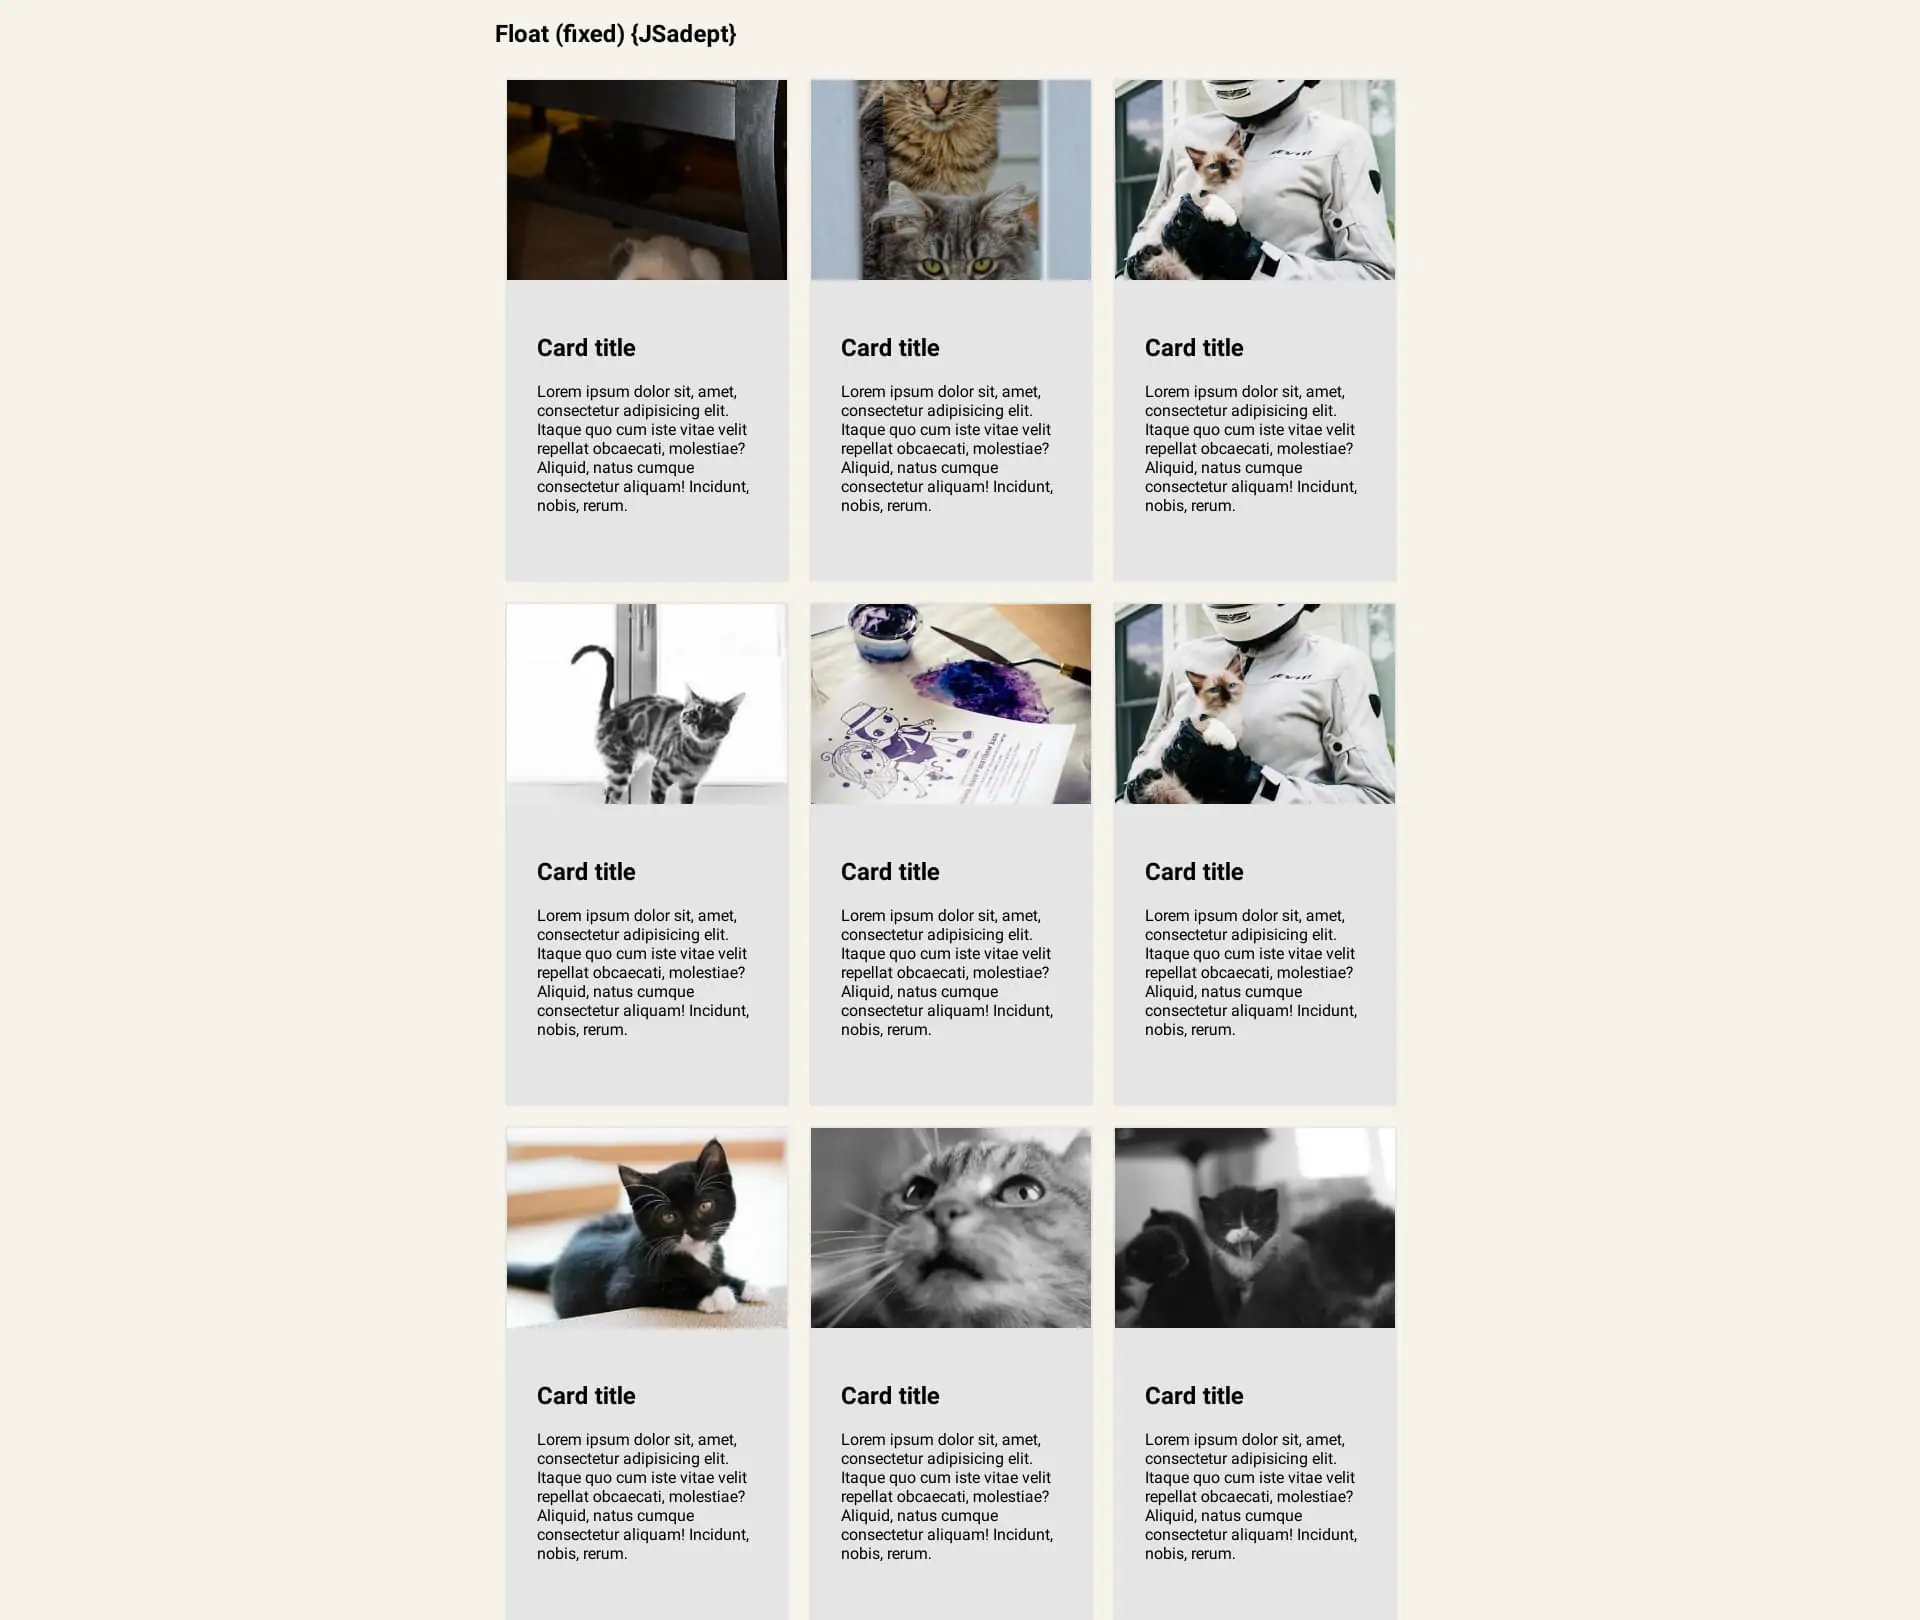 Float (fixed) {JSadept}
Card title
Lorem ipsum dolor sit, amet,
consectetur adipisicing elit.
Itaque quo cum iste vitae velit
repellat obcaecati, molestiae?
Aliquid, natus cumque
consectetur aliquam! Incidunt,
nobis, rerum.
Card title
Lorem ipsum dolor sit, amet,
consectetur adipisicing elit.
Itaque quo cum iste vitae velit
repellat obcaecati, molestiae?
Aliquid, natus cumque
consectetur aliquam! Incidunt,
nobis, rerum.
Card title
Lorem ipsum dolor sit, amet,
consectetur adipisicing elit.
Itaque quo cum iste vitae velit
repellat obcaecati, molestiae?
Aliquid, natus cumque
consectetur aliquam! Incidunt,
nobis, rerum.
Card title
Lorem ipsum dolor sit, amet,
consectetur adipisicing elit.
Itaque quo cum iste vitae velit
repellat obcaecati, molestiae?
Aliquid, natus cumque
consectetur aliquam! Incidunt,
nobis, rerum.
Card title
Lorem ipsum dolor sit, amet,
consectetur adipisicing elit.
Itaque quo cum iste vitae velit
repellat obcaecati, molestiae?
Aliquid, natus cumque
consectetur aliquam! Incidunt,
nobis, rerum.
Card title
Lorem ipsum dolor sit, amet,
consectetur adipisicing elit.
Itaque quo cum iste vitae velit
repellat obcaecati, molestiae?
Aliquid, natus cumque
consectetur aliquam! Incidunt,
nobis, rerum.
Card title
Lorem ipsum dolor sit, amet,
consectetur adipisicing elit.
Itaque quo cum iste vitae velit
repellat obcaecati, molestiae?
Aliquid, natus cumque
consectetur aliquam! Incidunt,
nobis, rerum.
Card title
Lorem ipsum dolor sit, amet,
consectetur adipisicing elit.
Itaque quo cum iste vitae velit
repellat obcaecati, molestiae?
Aliquid, natus cumque
consectetur aliquam! Incidunt,
nobis, rerum.
Card title
Lorem ipsum dolor sit, amet,
consectetur adipisicing elit.
Itaque quo cum iste vitae velit
repellat obcaecati, molestiae?
Aliquid, natus cumque
consectetur aliquam! Incidunt,
nobis, rerum.